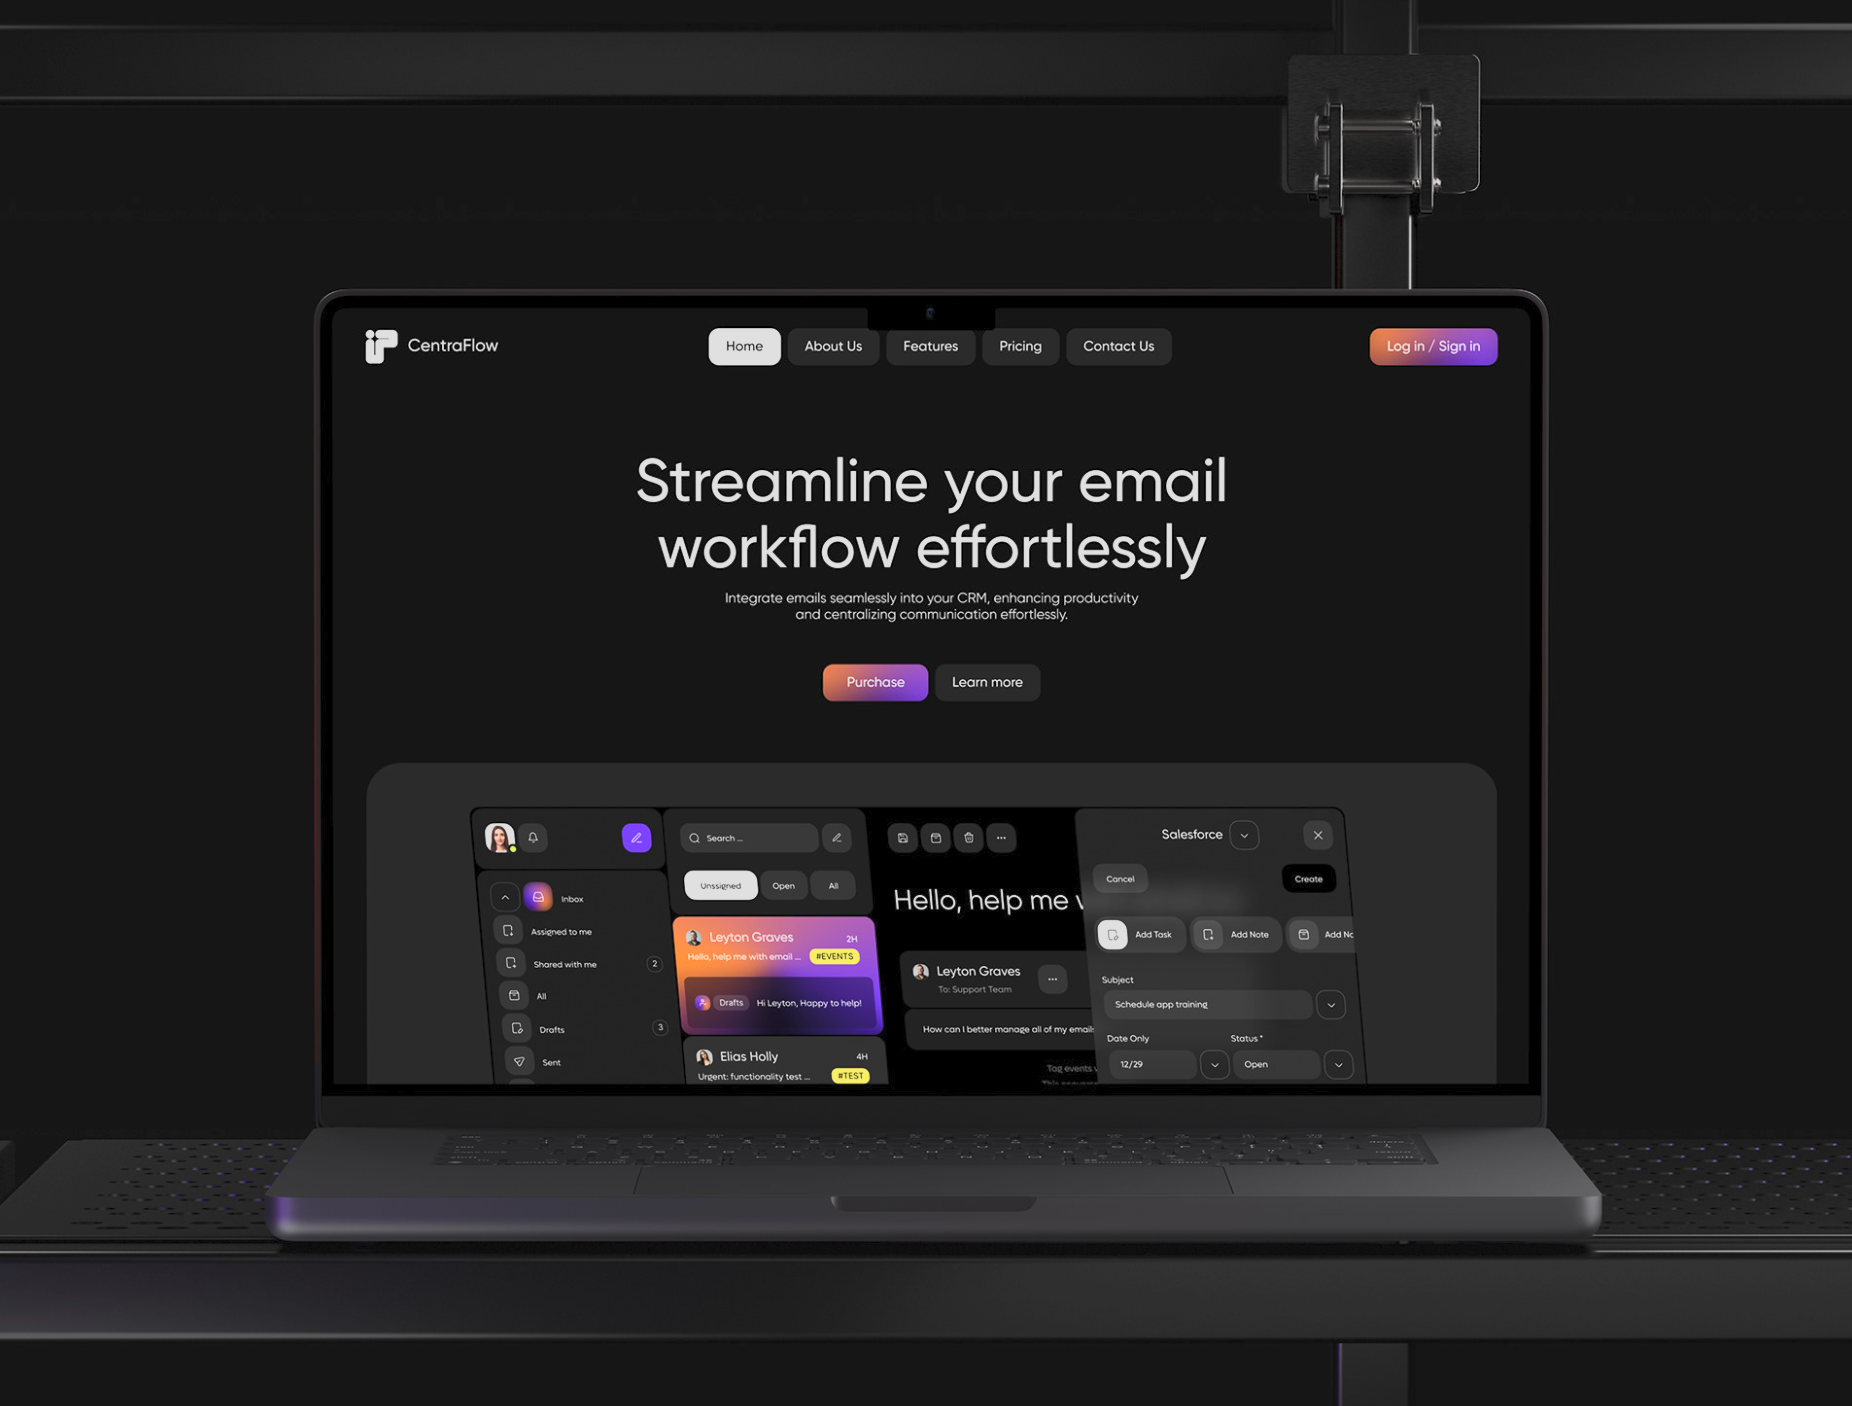 CentraFlow
Home
About Us
Features
Pricing
Contact Us
Log in / Sign in
Streamline your email
workflow effortlessly
Integrate emails seamlessly into your CRM, enhancing productivity
and centralizing communication effortlessly.
Purchase
Learn more
Inbox
Assigned to me
Shared with me
2
All
Drafts
3
Sent
Search ...
Unssigned
Open
All
Leyton Graves
2H
Hello, help me with email ...
#EVENTS
Drafts
Hi Leyton, Happy to help!
Elias Holly
4H
Urgent: functionality test ...
#TEST
Hello, help me
Leyton Graves
To: Support Team
How can I better manage all of my emails
Tag events
Salesforce
Cancel
Create
Add Task
Add Note
Add No
Subject
Schedule app training
Date Only
Status *
12/29
Open